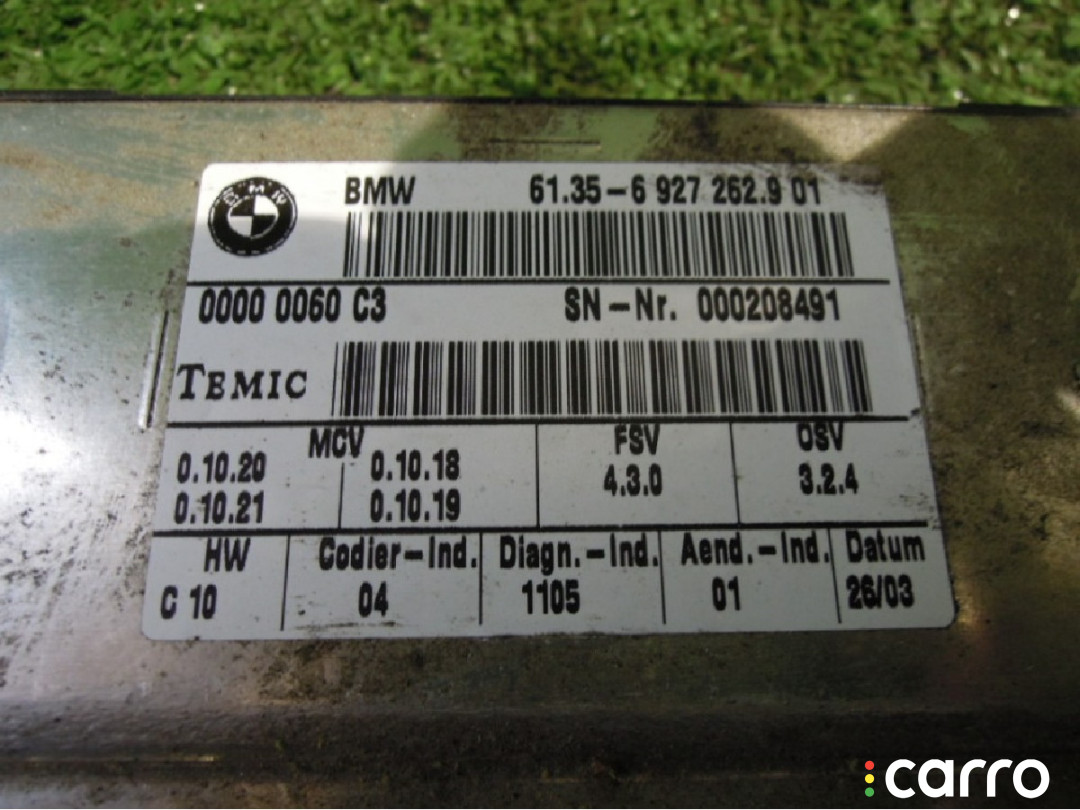 BMW
BMW 61.35-6 927 262.9 01
0000 0060 C3 SN-Nr. 000208491
TEMIC
MCV FSV OSV
0.10.20 0.10.18 4.3.0 3.2.4
0.10.21 0.10.19
HW Codier-Ind. Diagn.-Ind. Aend.-Ind. Datum
C 10 04 1105 01 26/03
carro